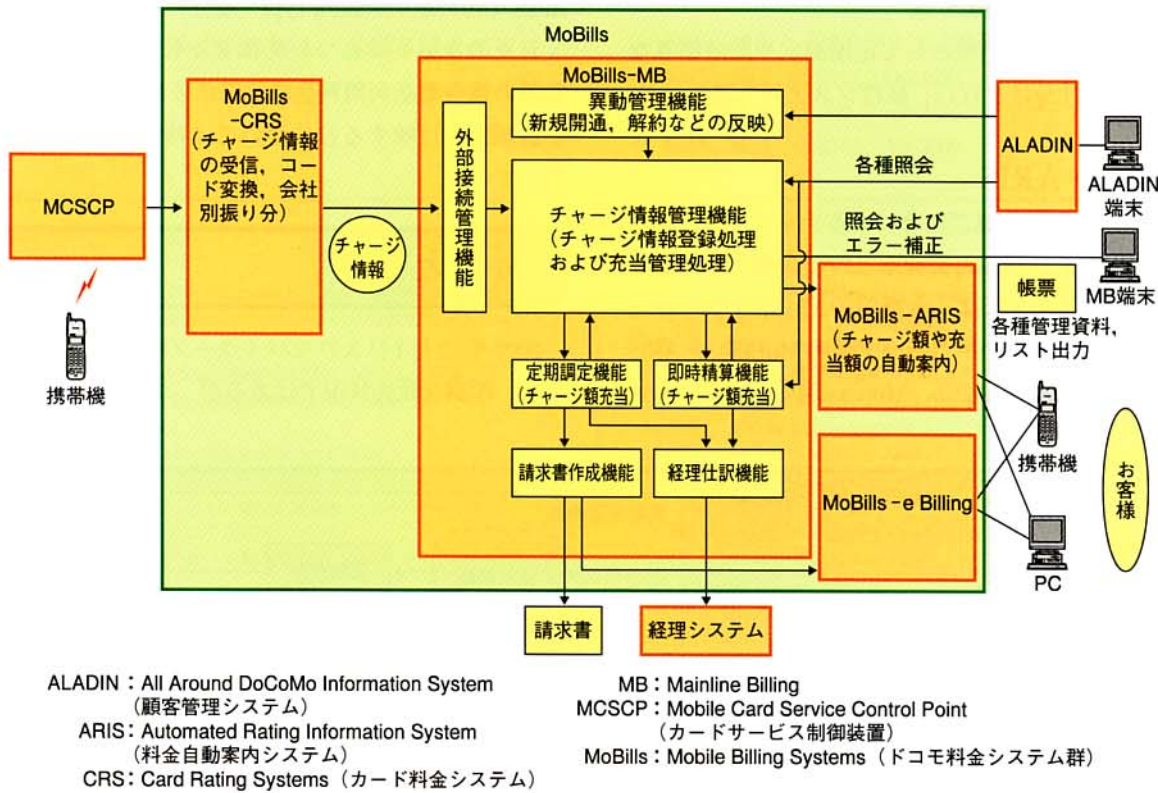 MoBills
MoBills-MB
MoBills
-CRS
(チャージ情報
の受信,コー
ド変換,会社
別振り分)
MCSCP
携帯機
チャージ
情報
外部接続管理機能
異動管理機能
(新規開通,解約などの反映)
チャージ情報管理機能
(チャージ情報登録処理
および充当管理処理)
定期調定機能
(チャージ額充当)
即時精算機能
(チャージ額充当)
請求書作成機能
経理仕訳機能
各種照会
照会および
エラー補正
ALADIN
ALADIN
端末
MB端末
帳票
各種管理資料,
リスト出力
MoBills-ARIS
(チャージ額や充
当額の自動案内)
MoBills-e Billing
携帯機
PC
お客様
請求書
経理システム
ALADIN:All Around DoCoMo Information System
(顧客管理システム)
ARIS:Automated Rating Information System
(料金自動案内システム)
CRS:Card Rating Systems(カード料金システム)
MB:Mainline Billing
MCSCP:Mobile Card Service Control Point
(カードサービス制御装置)
MoBills:Mobile Billing Systems(ドコモ料金システム群)